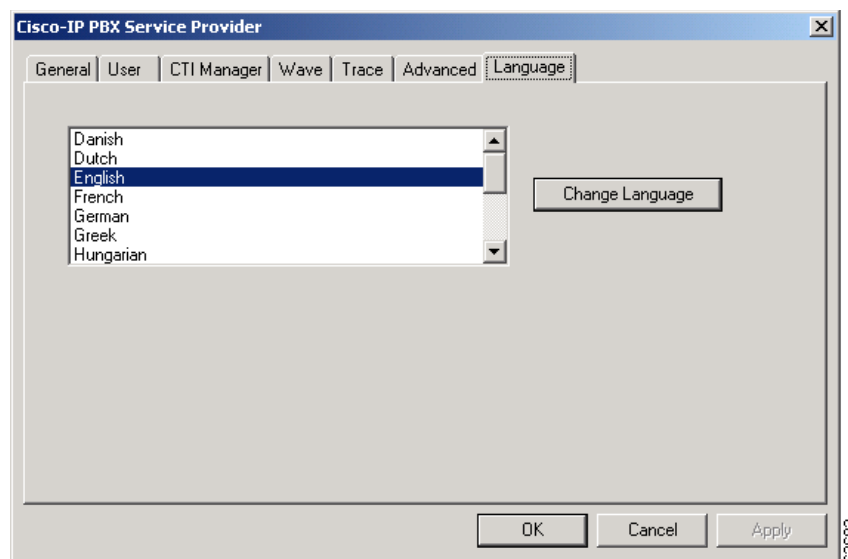 Cisco-IP PBX Service Provider
General User CTI Manager Wave Trace Advanced Language
Danish
Dutch
English
French
German
Greek
Hungarian
Change Language
OK Cancel Apply